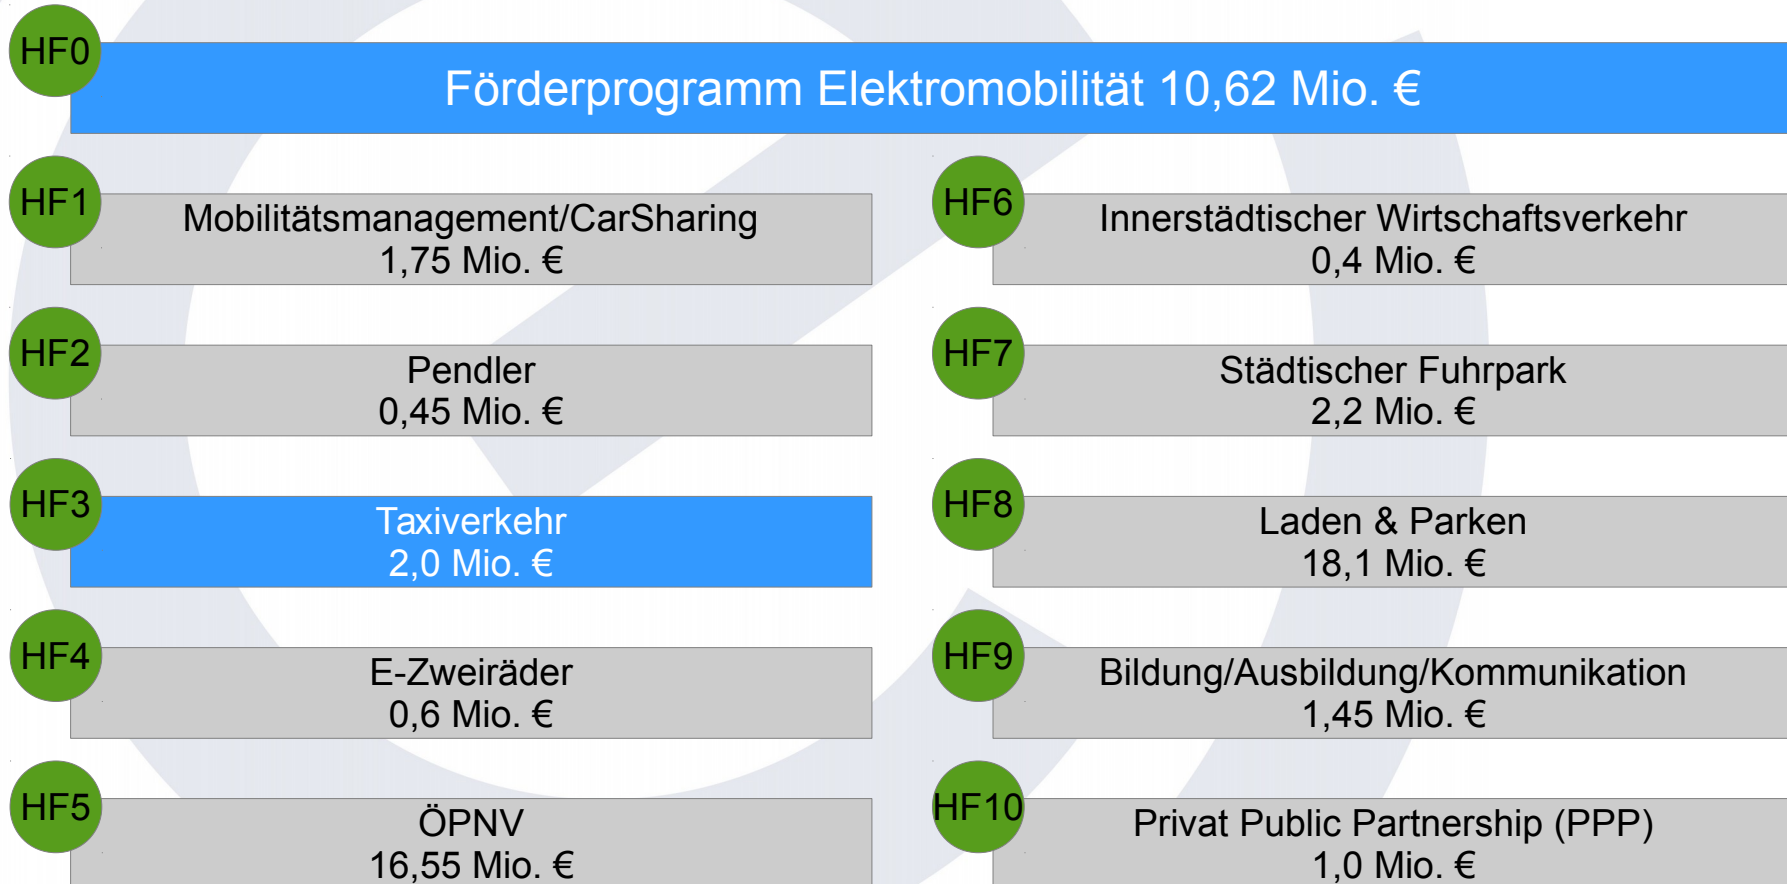 HF0
Förderprogramm Elektromobilität 10,62 Mio. €
HF1
Mobilitätsmanagement/CarSharing
1,75 Mio. €
HF2
Pendler
0,45 Mio. €
HF3
Taxiverkehr
2,0 Mio. €
HF4
E-Zweiräder
0,6 Mio. €
HF5
ÖPNV
16,55 Mio. €
HF6
Innerstädtischer Wirtschaftsverkehr
0,4 Mio. €
HF7
Städtischer Fuhrpark
2,2 Mio. €
HF8
Laden & Parken
18,1 Mio. €
HF9
Bildung/Ausbildung/Kommunikation
1,45 Mio. €
HF10
Privat Public Partnership (PPP)
1,0 Mio. €